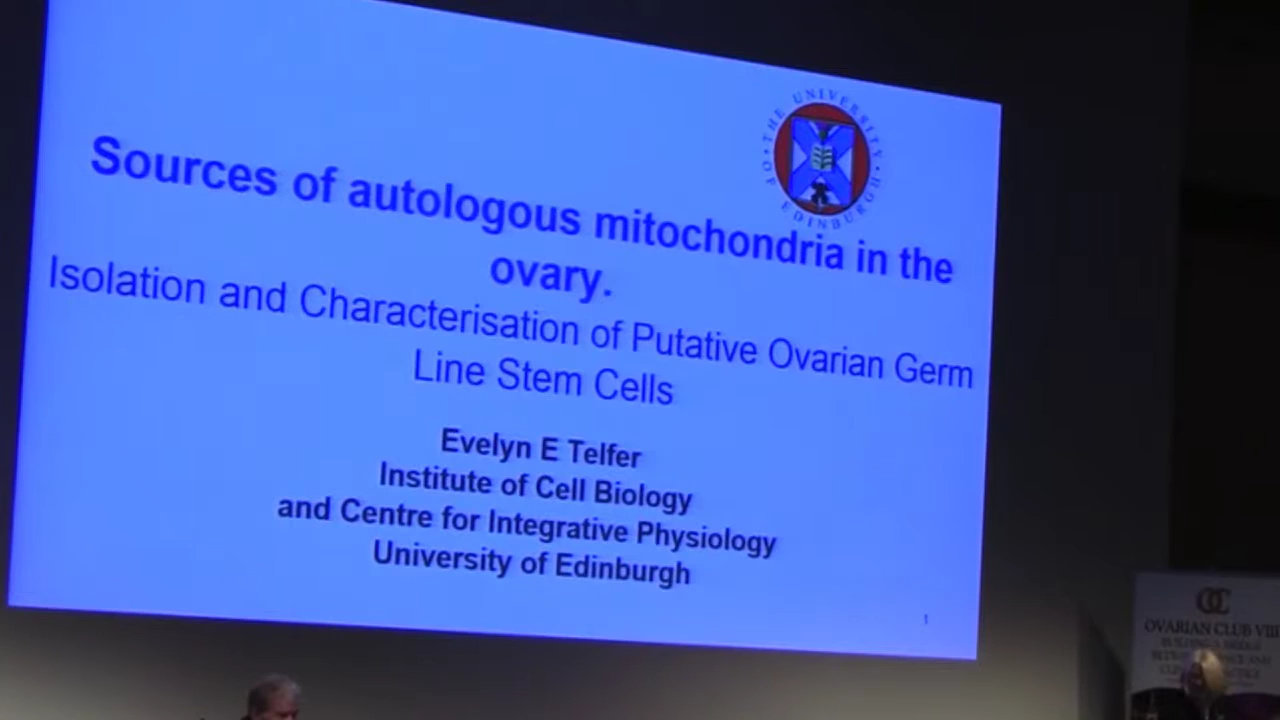 THE UNIVERSITY OF EDINBURGH
Sources of autologous mitochondria in the
ovary.
Isolation and Characterisation of Putative Ovarian Germ
Line Stem Cells
Evelyn E Telfer
Institute of Cell Biology
and Centre for Integrative Physiology
University of Edinburgh
1
OC
OVARIAN CLUB VIII
BUILDING A BRIDGE